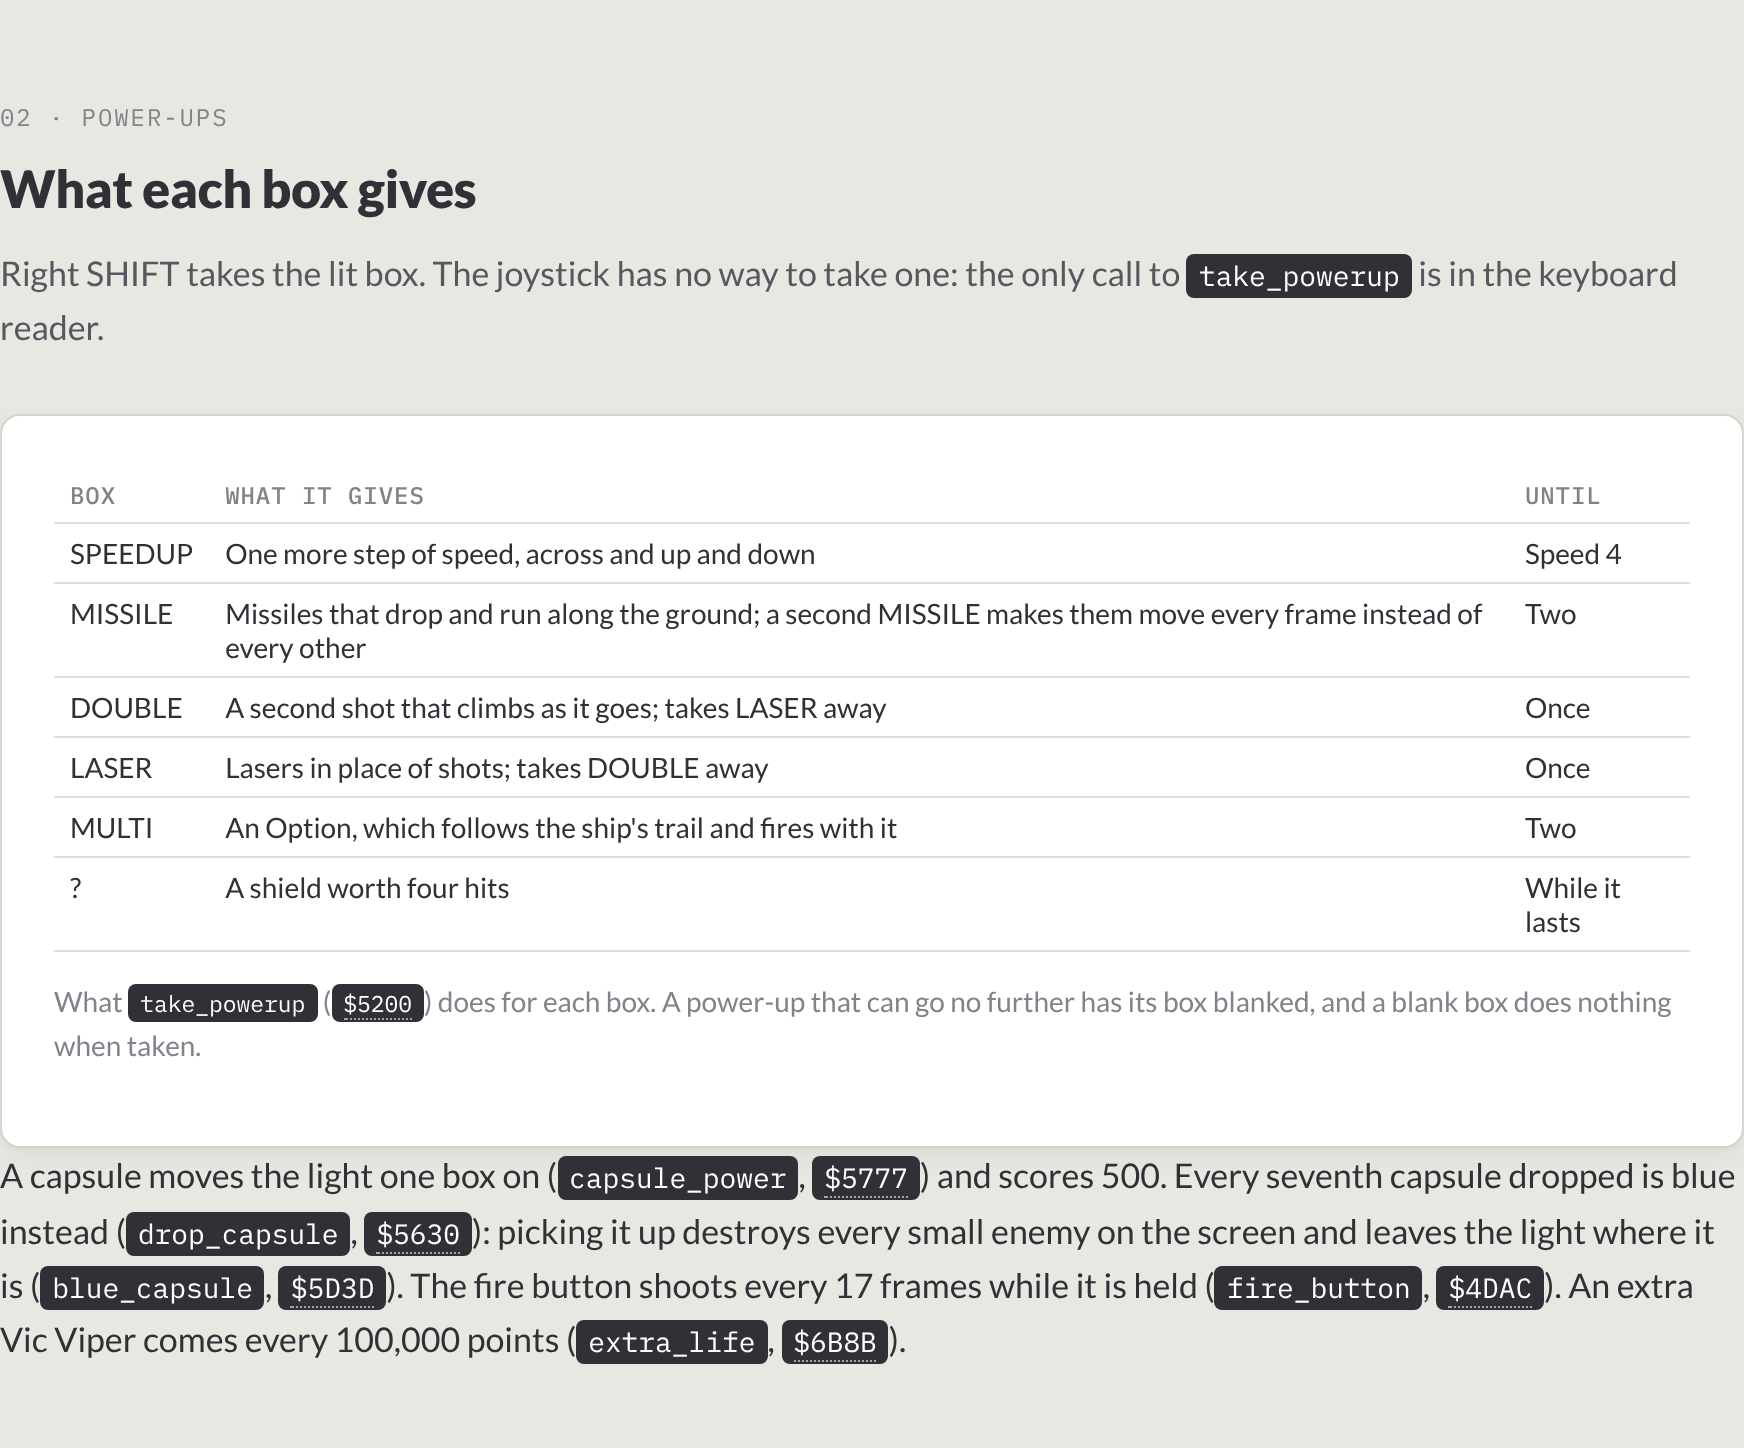 02 · POWER-UPS
What each box gives
Right SHIFT takes the lit box. The joystick has no way to take one: the only call to take_powerup is in the keyboard
reader.
BOX WHAT IT GIVES UNTIL
SPEEDUP One more step of speed, across and up and down Speed 4
MISSILE Missiles that drop and run along the ground; a second MISSILE makes them move every frame instead of Two
every other
DOUBLE A second shot that climbs as it goes; takes LASER away Once
LASER Lasers in place of shots; takes DOUBLE away Once
MULTI An Option, which follows the ship's trail and fires with it Two
? A shield worth four hits While it
lasts
What take_powerup ($5200) does for each box. A power-up that can go no further has its box blanked, and a blank box does nothing
when taken.
A capsule moves the light one box on (capsule_power, $5777) and scores 500. Every seventh capsule dropped is blue
instead (drop_capsule, $5630): picking it up destroys every small enemy on the screen and leaves the light where it
is (blue_capsule, $5D3D). The fire button shoots every 17 frames while it is held (fire_button, $4DAC). An extra
Vic Viper comes every 100,000 points (extra_life, $6B8B).